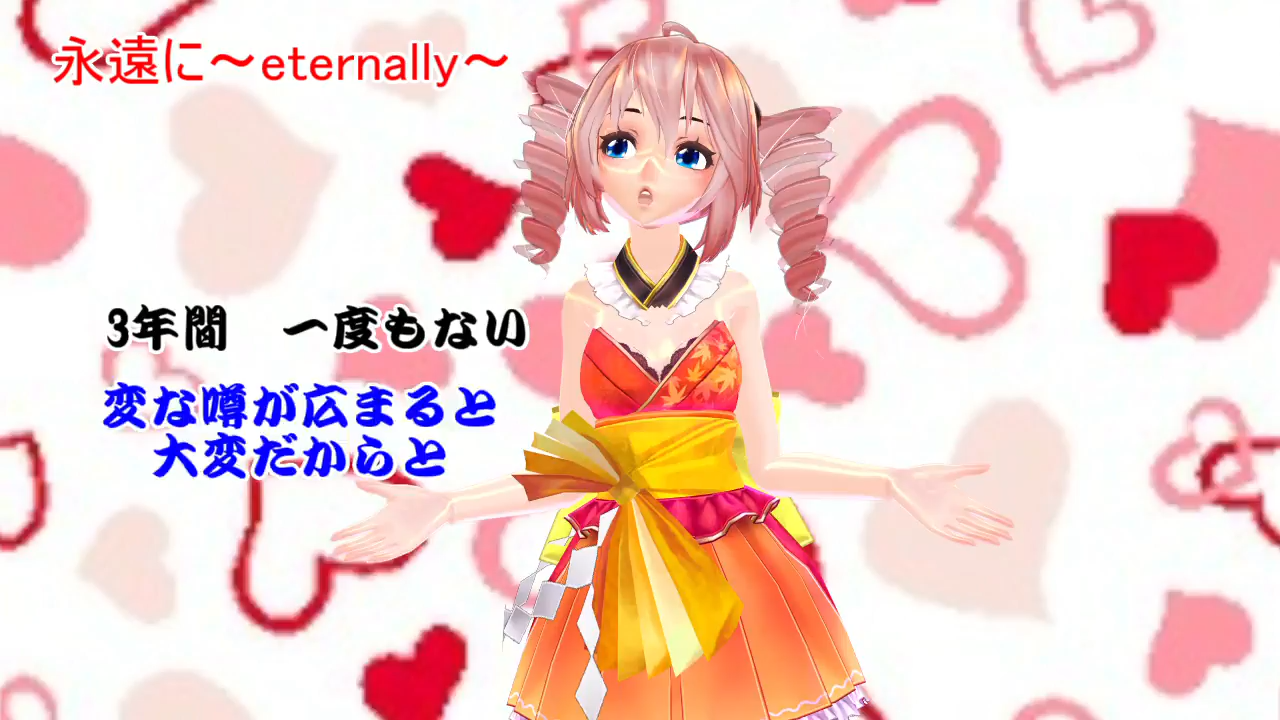 永遠に～eternally～
3年間　一度もない
変な噂が広まると
大変だからと